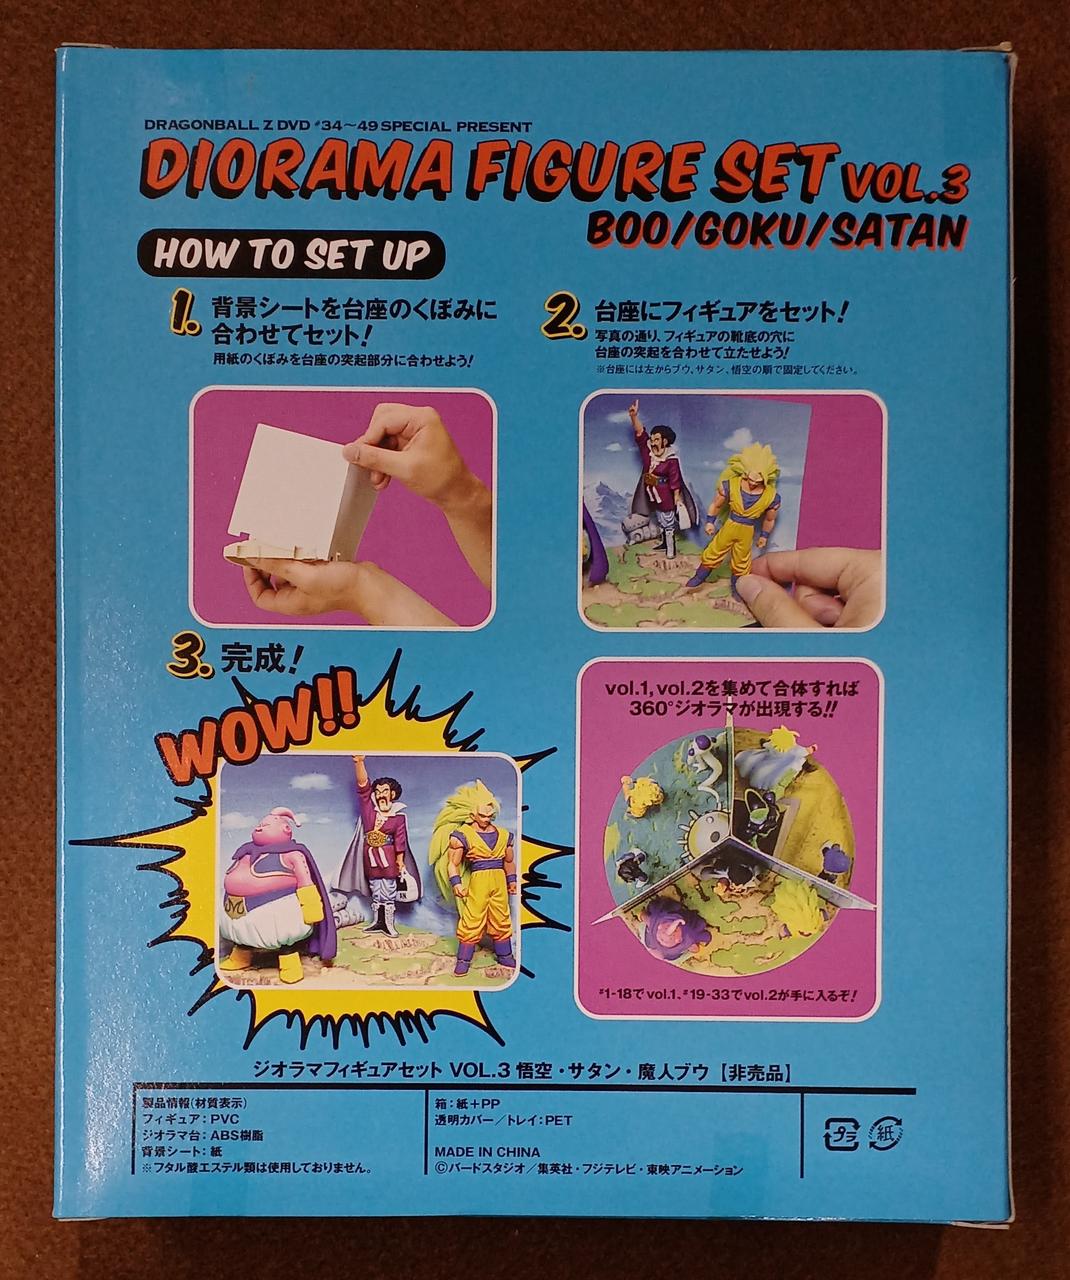 DRAGONBALL Z DVD #34〜49 SPECIAL PRESENT
DIORAMA FIGURE SET VOL.3
BOO/GOKU/SATAN
HOW TO SET UP
1. 背景シートを台座のくぼみに
合わせてセット!
用紙のくぼみを台座の突起部分に合わせよう!
2. 台座にフィギュアをセット!
写真の通り、フィギュアの靴底の穴に
台座の突起を合わせて立たせよう!
※台座には左からブウ、サタン、悟空の順で固定してください。
3. 完成!
WOW!!
vol.1,vol.2を集めて合体すれば
360°ジオラマが出現する!!
#1-18でvol.1、#19-33でvol.2が手に入るぞ!
ジオラマフィギュアセット VOL.3 悟空・サタン・魔人ブウ【非売品】
製品情報(材質表示)
フィギュア:PVC
ジオラマ台:ABS樹脂
背景シート:紙
※フタル酸エステル類は使用しておりません。
箱:紙+PP
透明カバー/トレイ:PET
MADE IN CHINA
©バードスタジオ/集英社・フジテレビ・東映アニメーション
プラ
紙